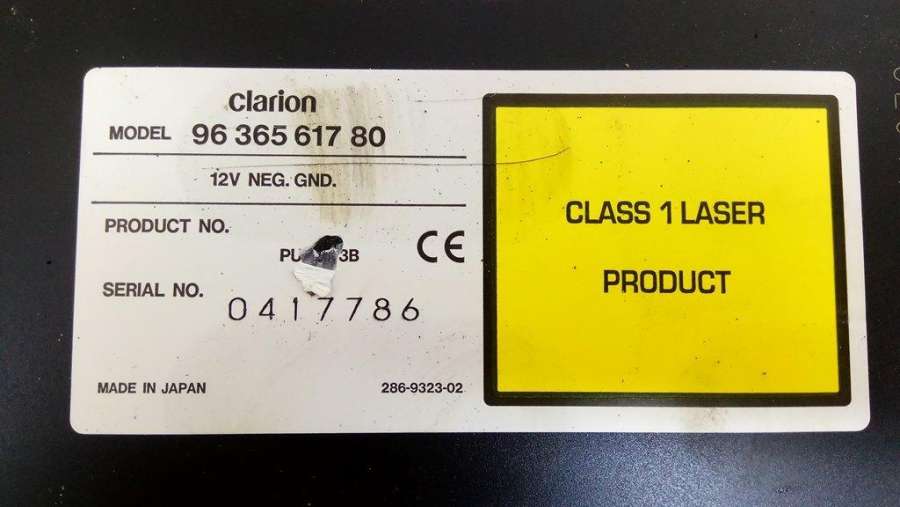 clarion
MODEL 96 365 617 80
12V NEG. GND.
PRODUCT NO.
CE
SERIAL NO.
0417786
MADE IN JAPAN
286-9323-02
CLASS 1 LASER
PRODUCT